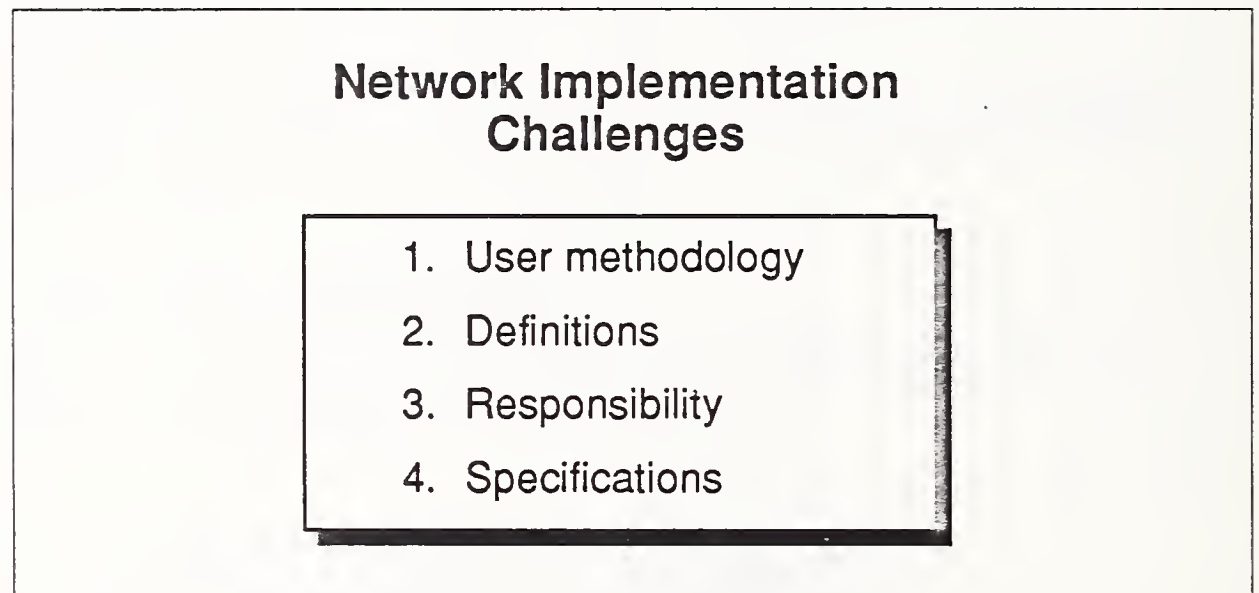 Network Implementation
Challenges
1. User methodology
2. Definitions
3. Responsibility
4. Specifications